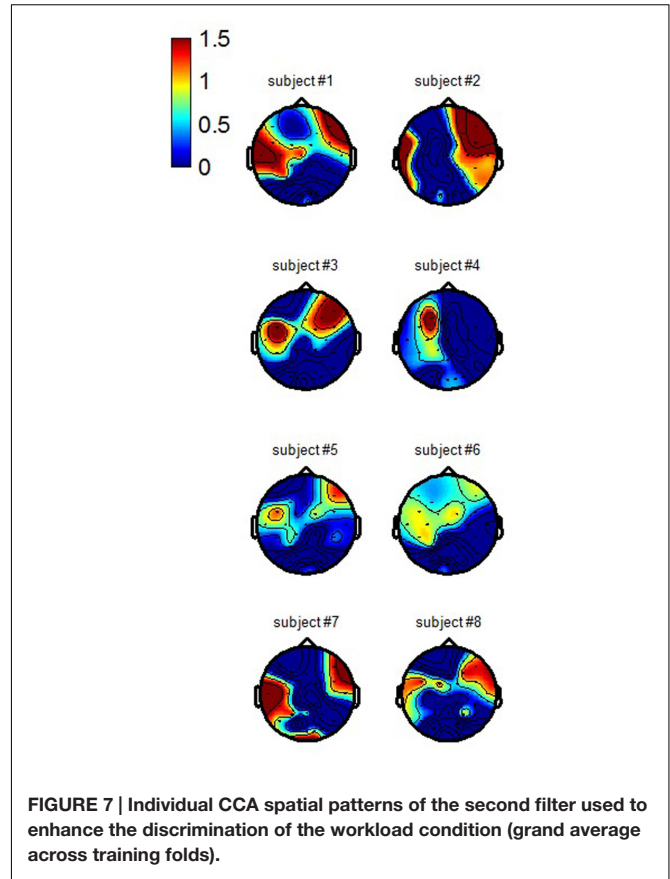 1.5
1
0.5
0
subject #1
subject #2
subject #3
subject #4
subject #5
subject #6
subject #7
subject #8
FIGURE 7 | Individual CCA spatial patterns of the second filter used to
enhance the discrimination of the workload condition (grand average
across training folds).